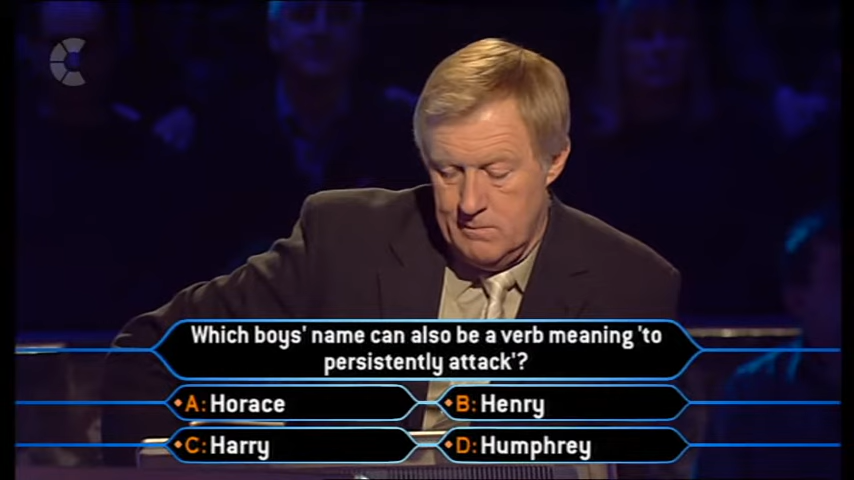 Which boys' name can also be a verb meaning 'to
persistently attack'?
A: Horace
B: Henry
C: Harry
D: Humphrey